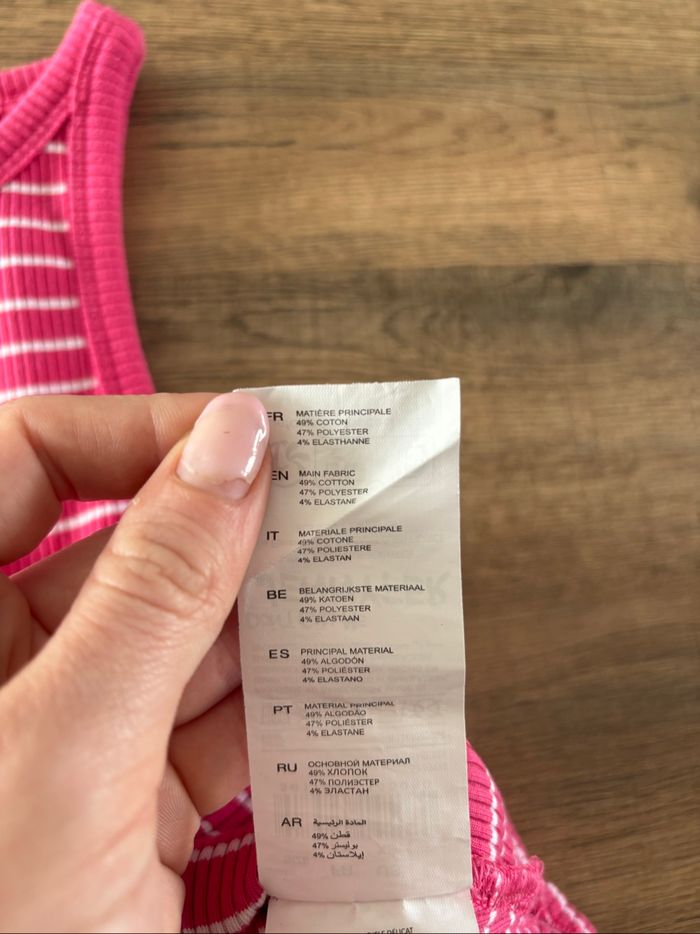 FR MATIÈRE PRINCIPALE
49% COTON
47% POLYESTER
4% ELASTHANNE
EN MAIN FABRIC
49% COTTON
47% POLYESTER
4% ELASTANE
IT MATERIALE PRINCIPALE
49% COTONE
47% POLIESTERE
4% ELASTAN
BE BELANGRIJKSTE MATERIAAL
49% KATOEN
47% POLYESTER
4% ELASTAAN
ES PRINCIPAL MATERIAL
49% ALGODÓN
47% POLIÉSTER
4% ELASTANO
PT MATERIAL PRINCIPAL
49% ALGODÃO
47% POLIÉSTER
4% ELASTANE
RU ОСНОВНОЙ МАТЕРИАЛ
49% ХЛОПОК
47% ПОЛИЭСТЕР
4% ЭЛАСТАН
AR المادة الرئيسية
49% قطن
47% بوليستر
4% إيلاستان
DÉLICAT